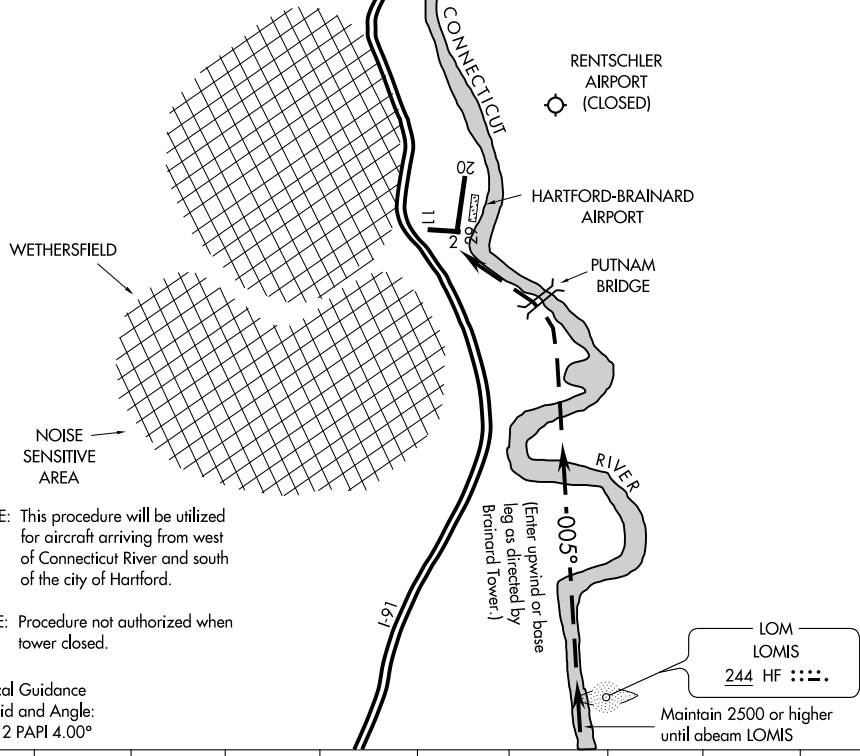 CONNECTICUT
RENTSCHLER
AIRPORT
(CLOSED)
20
HARTFORD-BRAINARD
AIRPORT
11
2
29
WETHERSFIELD
PUTNAM
BRIDGE
NOISE
SENSITIVE
AREA
RIVER
E: This procedure will be utilized
for aircraft arriving from west
of Connecticut River and south
of the city of Hartford.
(Enter upwind or base
leg as directed by
Brainard Tower.)
005°
E: Procedure not authorized when
tower closed.
I-91
LOM
LOMIS
244 HF
cal Guidance
id and Angle:
2 PAPI 4.00°
Maintain 2500 or higher
until abeam LOMIS